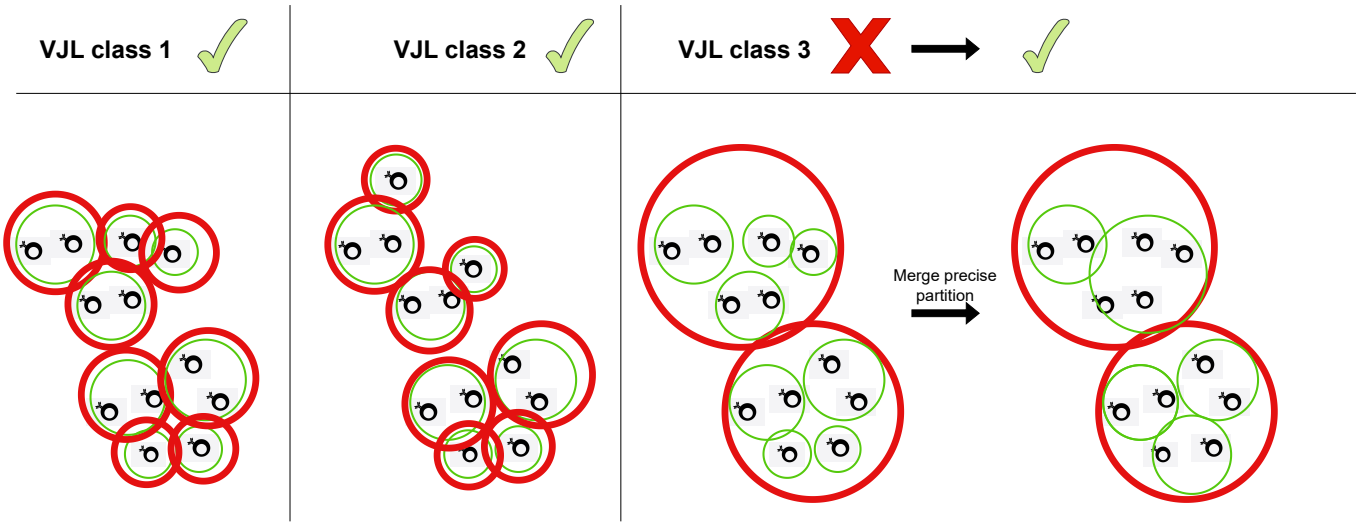 VJL class 1
VJL class 2
VJL class 3
Merge precise
partition